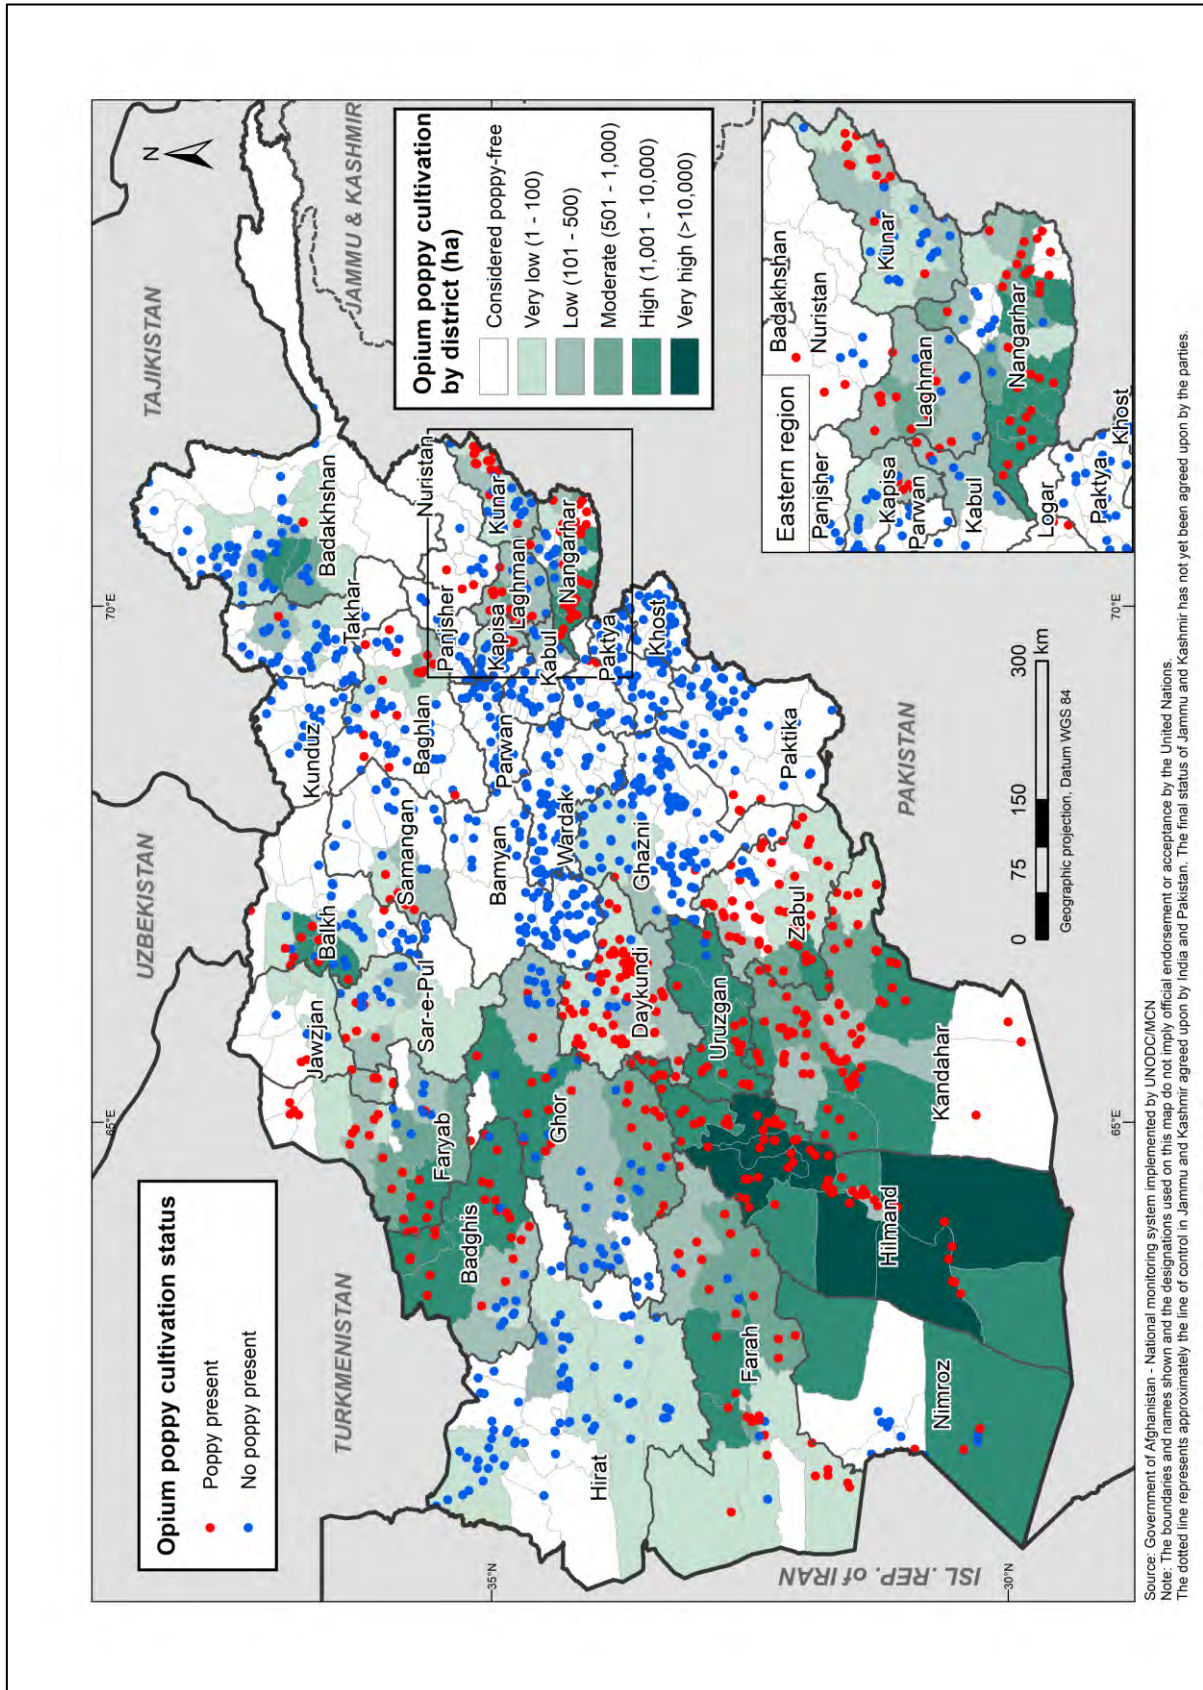 Opium poppy cultivation status
Poppy present
No poppy present
UZBEKISTAN
TAJIKISTAN
TURKMENISTAN
JAMMU & KASHMIR
N
Opium poppy cultivation
by district (ha)
Considered poppy-free
Very low (1 - 100)
Low (101 - 500)
Moderate (501 - 1,000)
High (1,001 - 10,000)
Very high (>10,000)
65°E
70°E
35°N
30°N
Jawzjan
Balkh
Kunduz
Takhar
Badakhshan
Faryab
Sar-e-Pul
Samangan
Baghlan
Panjsher
Nuristan
Badghis
Bamyan
Parwan
Kapisa
Kunar
Laghman
Hirat
Ghor
Wardak
Kabul
Nangarhar
Daykundi
Ghazni
Paktya
Khost
Farah
Uruzgan
Zabul
Paktika
Nimroz
Hilmand
Kandahar
ISL. REP. of IRAN
PAKISTAN
0 75 150 300
km
Geographic projection, Datum WGS 84
65°E
70°E
Eastern region
Badakhshan
Panjsher
Nuristan
Kapisa
Parwan
Laghman
Kunar
Kabul
Nangarhar
Logar
Paktya
Khost
Source: Government of Afghanistan - National monitoring system implemented by UNODC/MCN
Note: The boundaries and names shown and the designations used on this map do not imply official endorsement or acceptance by the United Nations.
The dotted line represents approximately the line of control in Jammu and Kashmir agreed upon by India and Pakistan. The final status of Jammu and Kashmir has not yet been agreed upon by the parties.